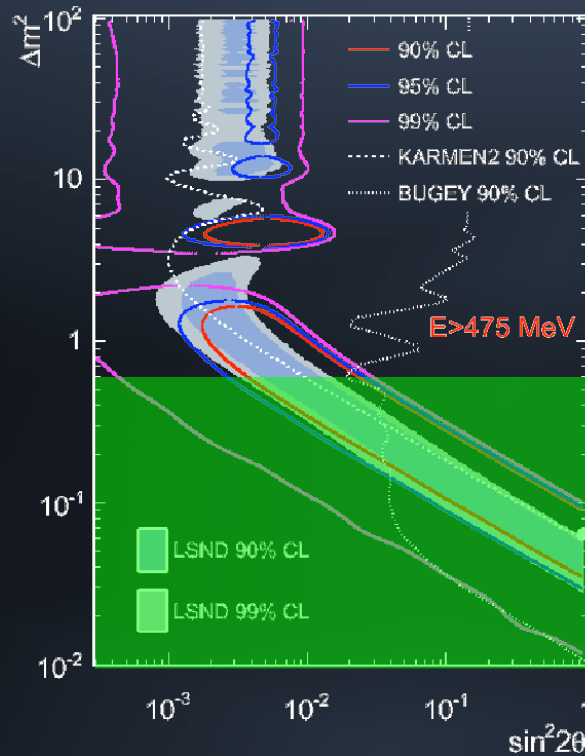 Δm²
10²
10
1
10⁻¹
10⁻²
90% CL
95% CL
99% CL
KARMEN2 90% CL
BUGEY 90% CL
E>475 MeV
LSND 90% CL
LSND 99% CL
10⁻³ 10⁻² 10⁻¹ 1
sin²2θ